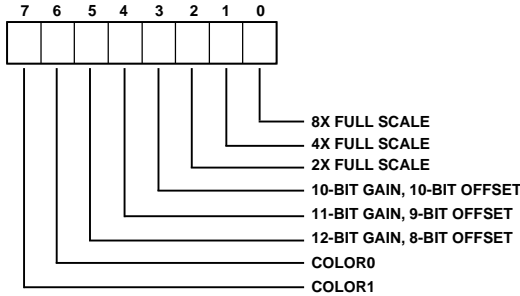 7 6 5 4 3 2 1 0
8X FULL SCALE
4X FULL SCALE
2X FULL SCALE
10-BIT GAIN, 10-BIT OFFSET
11-BIT GAIN, 9-BIT OFFSET
12-BIT GAIN, 8-BIT OFFSET
COLOR0
COLOR1